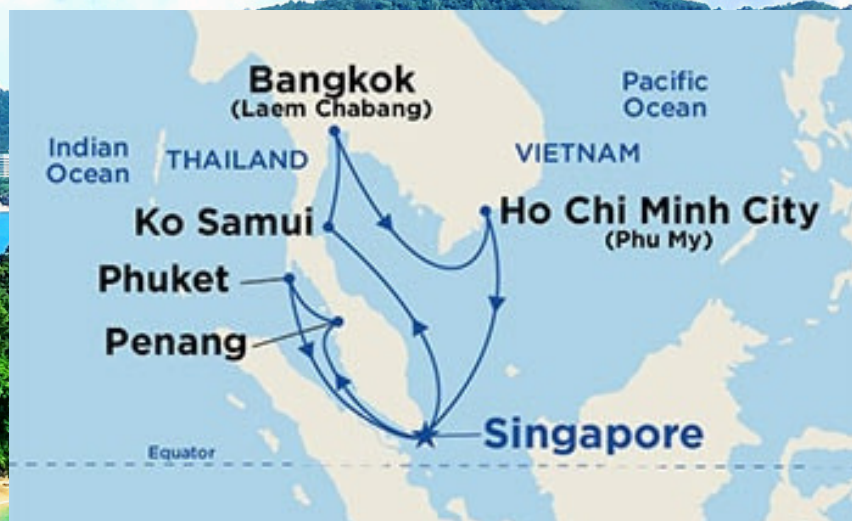 Bangkok
(Laem Chabang)
Pacific
Ocean
Indian
Ocean
THAILAND
VIETNAM
Ko Samui
Ho Chi Minh City
(Phu My)
Phuket
Penang
Singapore
Equator